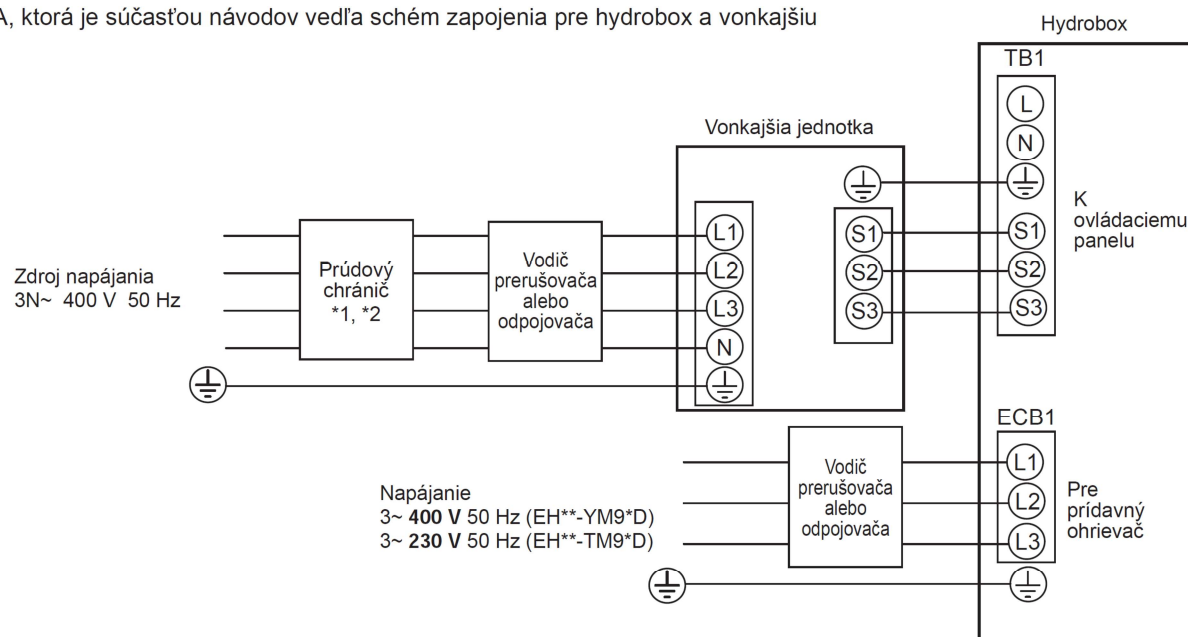 A, ktorá je súčasťou návodov vedľa schém zapojenia pre hydrobox a vonkajšiu
Hydrobox
TB1
L
N
Vonkajšia jednotka
K
ovládaciemu
panelu
S1
S2
S3
S1
S2
S3
L1
L2
L3
N
Zdroj napájania
3N~ 400 V 50 Hz
Prúdový
chránič
*1, *2
Vodič
prerušovača
alebo
odpojovača
ECB1
L1
L2
L3
Pre
prídavný
ohrievač
Vodič
prerušovača
alebo
odpojovača
Napájanie
3~ 400 V 50 Hz (EH**-YM9*D)
3~ 230 V 50 Hz (EH**-TM9*D)